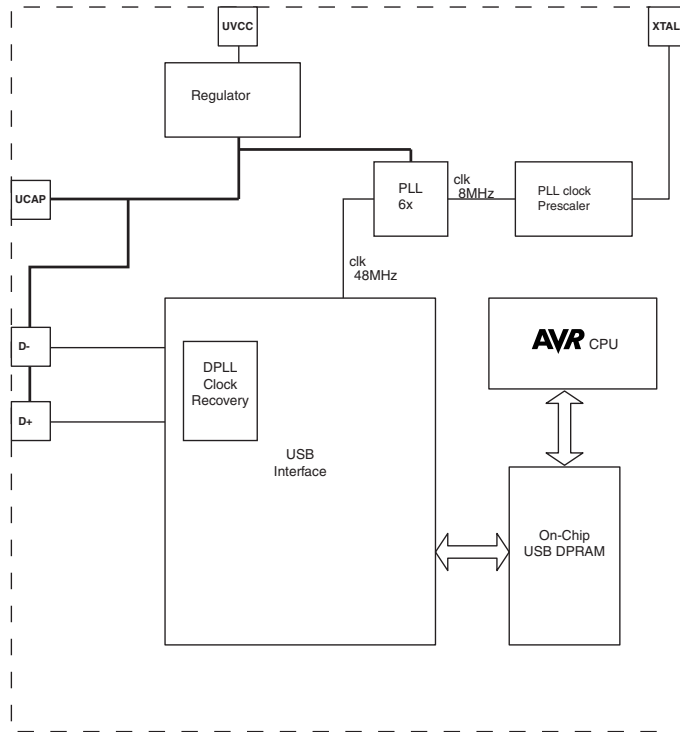 UVCC
XTAL
Regulator
UCAP
PLL
6x
clk
8MHz
PLL clock
Prescaler
clk
48MHz
D-
D+
DPLL
Clock
Recovery
USB
Interface
AVR CPU
On-Chip
USB DPRAM